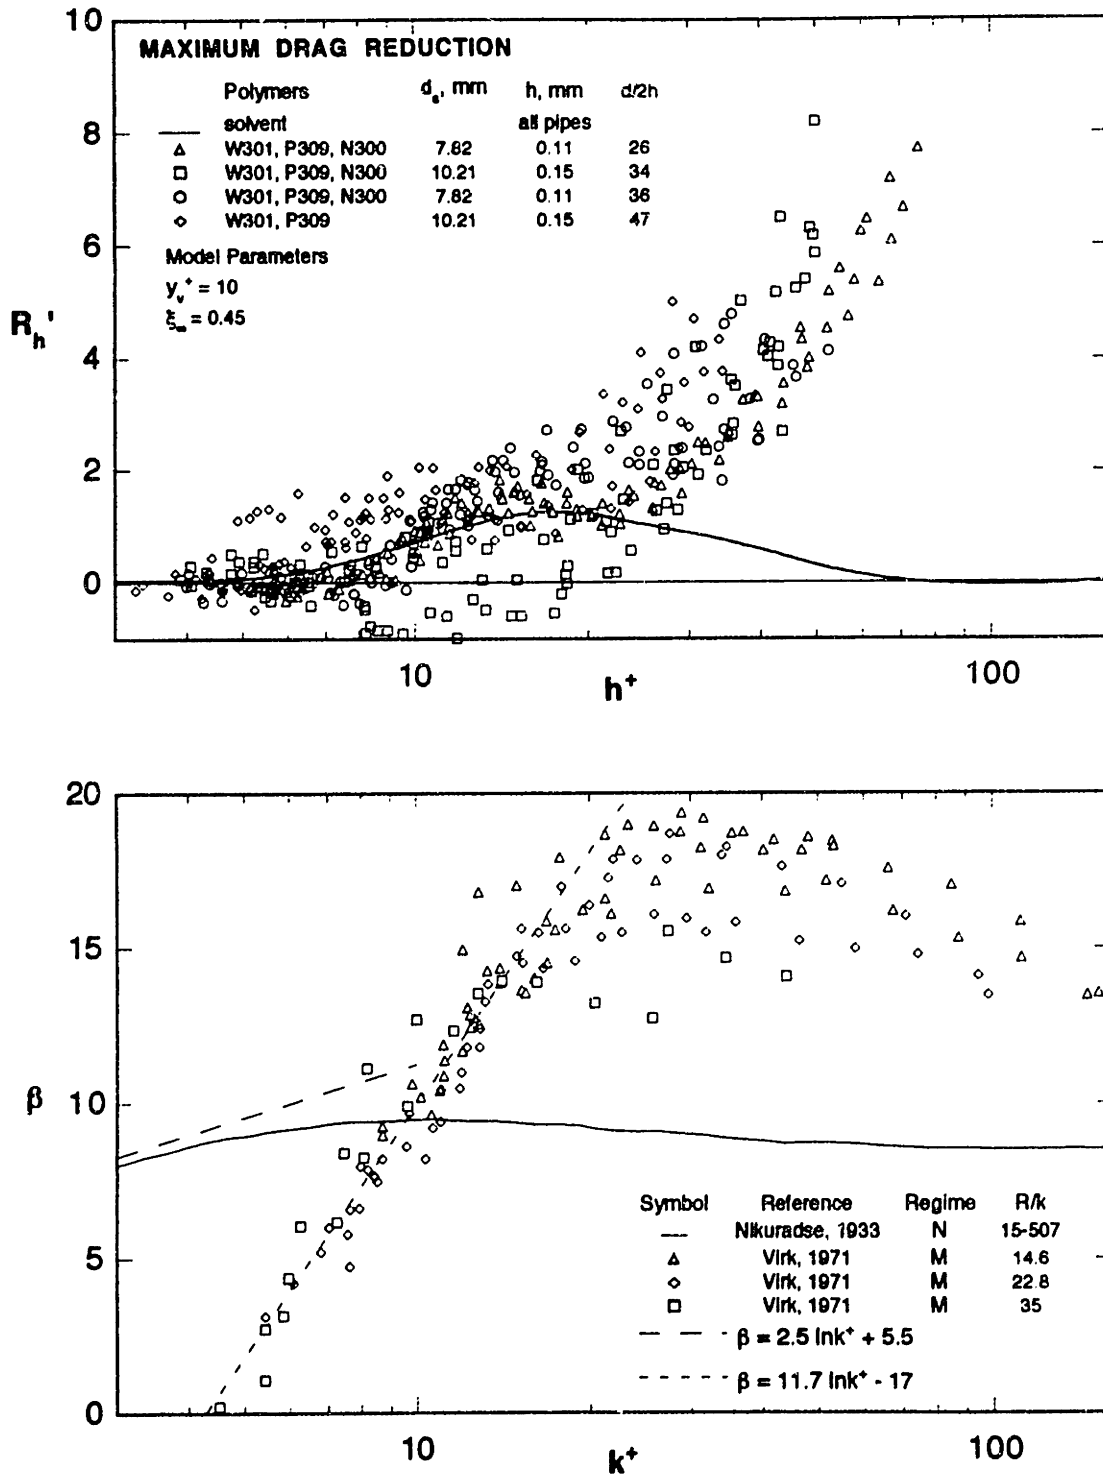 10
MAXIMUM DRAG REDUCTION
Polymers dₛ, mm h, mm d/2h
solvent all pipes
8
W301, P309, N300 7.82 0.11 26
W301, P309, N300 10.21 0.15 34
W301, P309, N300 7.82 0.11 36
W301, P309 10.21 0.15 47
6
Model Parameters
y_v⁺ = 10
ξ∞ = 0.45
R_h'
4
2
0
10 100
h⁺
20
15
β
10
Symbol Reference Regime R/k
Nikuradse, 1933 N 15-507
5
Virk, 1971 M 14.6
Virk, 1971 M 22.8
Virk, 1971 M 35
β = 2.5 lnk⁺ + 5.5
β = 11.7 lnk⁺ - 17
0
10 100
k⁺